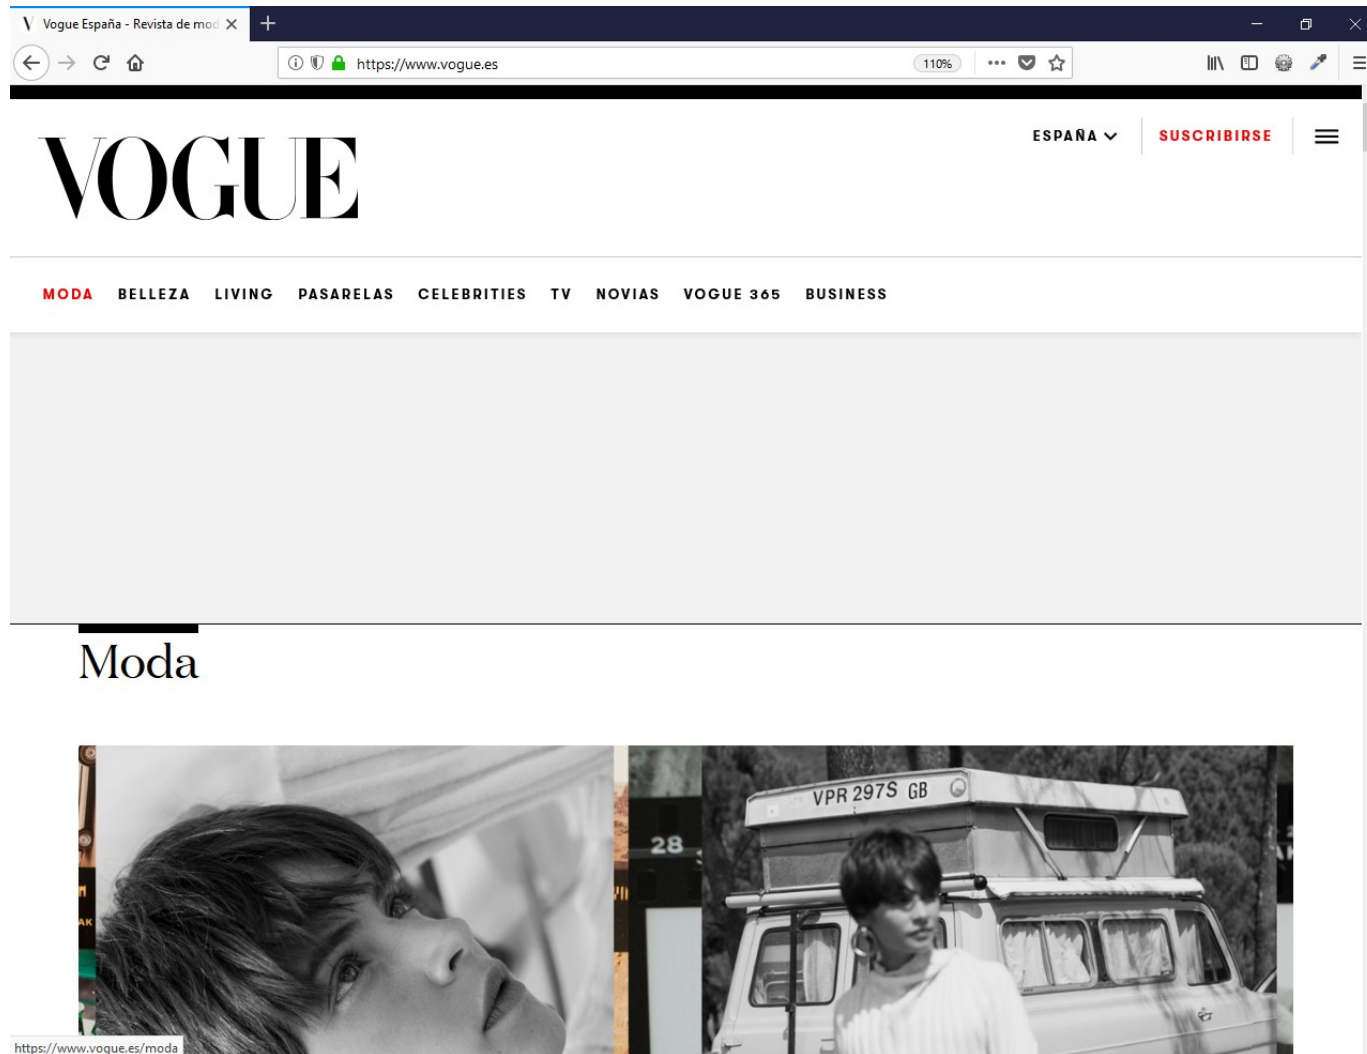 V Vogue España - Revista de mod
https://www.vogue.es
110%
ESPAÑA
SUSCRIBIRSE
VOGUE
MODA BELLEZA LIVING PASARELAS CELEBRITIES TV NOVIAS VOGUE 365 BUSINESS
Moda
VPR 297S GB
28
AK
https://www.vogue.es/moda